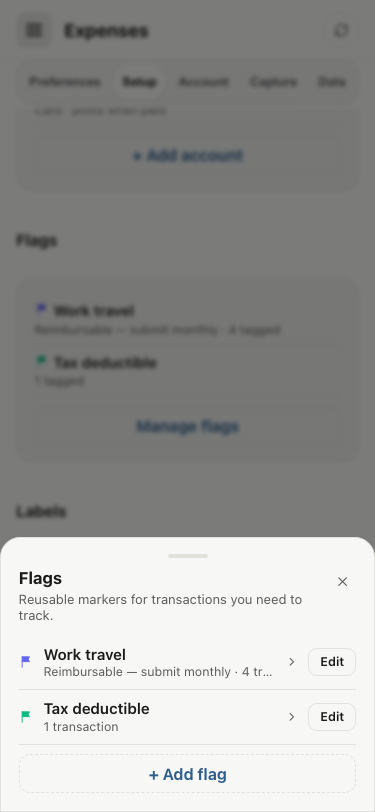 Expenses
Preferences Setup Account Capture Data
+ Add account
Flags
Work travel
Reimbursable — submit monthly · 4 tagged
Tax deductible
1 tagged
Manage flags
Labels
Flags
Reusable markers for transactions you need to
track.
Work travel
Reimbursable — submit monthly · 4 tr...
Edit
Tax deductible
1 transaction
Edit
+ Add flag